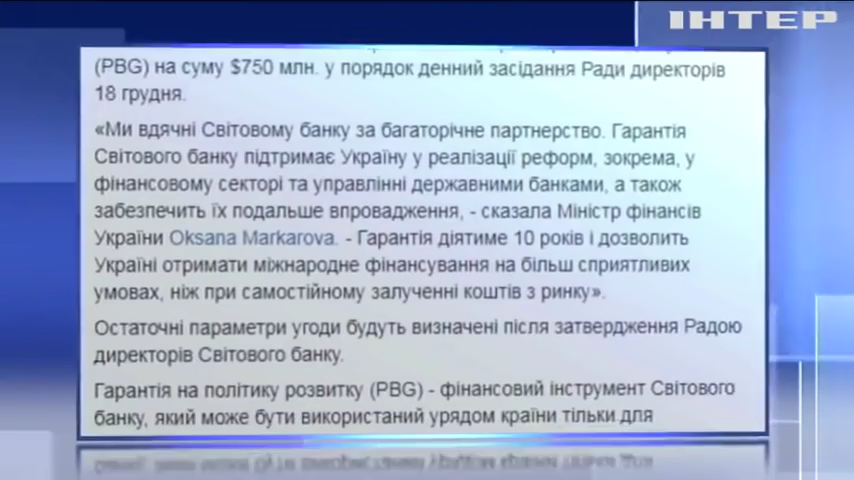 ІНТЕР
(PBG) на суму $750 млн. у порядок денний засідання Ради директорів
18 грудня.
«Ми вдячні Світовому банку за багаторічне партнерство. Гарантія
Світового банку підтримає Україну у реалізації реформ, зокрема, у
фінансовому секторі та управлінні державними банками, а також
забезпечить їх подальше впровадження, - сказала Міністр фінансів
України Oksana Markarova. - Гарантія діятиме 10 років і дозволить
Україні отримати міжнародне фінансування на більш сприятливих
умовах, ніж при самостійному залученні коштів з ринку».
Остаточні параметри угоди будуть визначені після затвердження Радою
директорів Світового банку.
Гарантія на політику розвитку (PBG) - фінансовий інструмент Світового
банку, який може бути використаний урядом країни тільки для